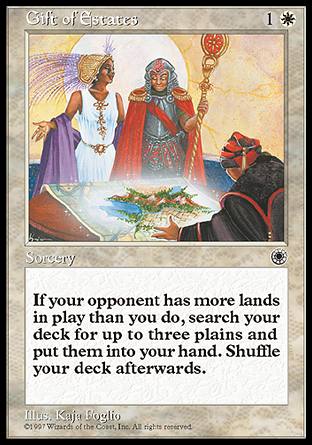 Gift of Estates 1
Sorcery
If your opponent has more lands
in play than you do, search your
deck for up to three plains and
put them into your hand. Shuffle
your deck afterwards.
Illus. Kaja Foglio
©1997 Wizards of the Coast, Inc. All rights reserved.